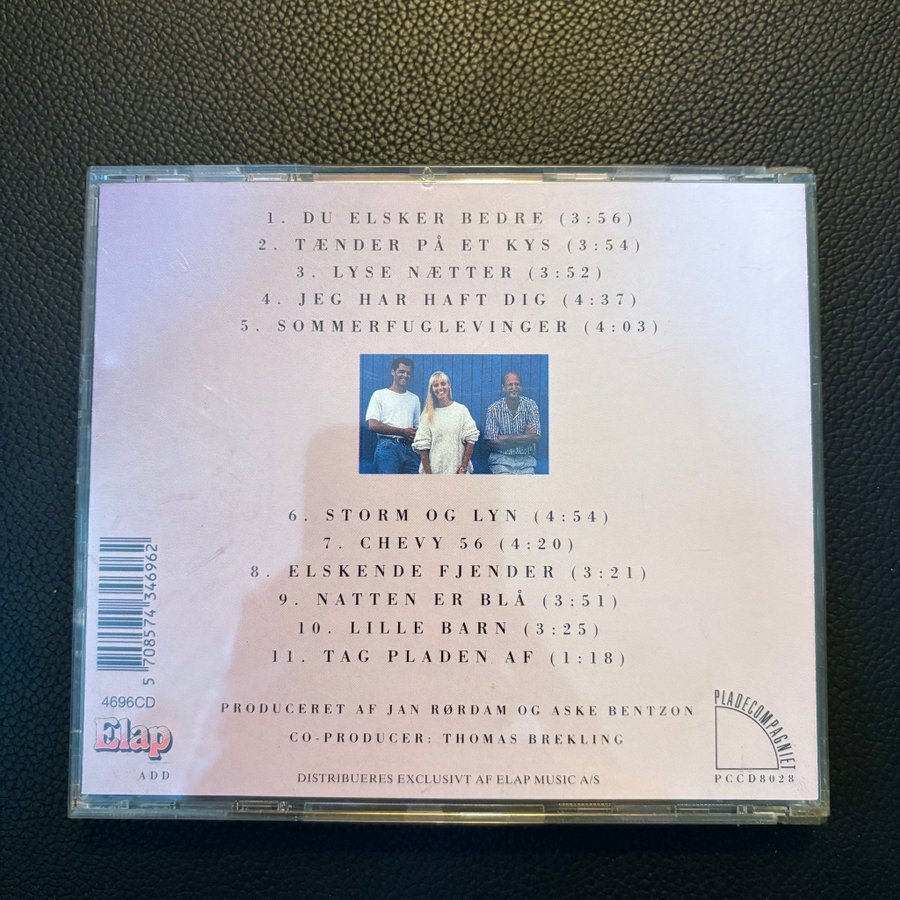 1. DU ELSKER BEDRE (3:56)
2. TÆNDER PÅ ET KYS (3:54)
3. LYSE NÆTTER (3:52)
4. JEG HAR HAFT DIG (4:37)
5. SOMMERFUGLEVINGER (4:03)
6. STORM OG LYN (4:54)
7. CHEVY 56 (4:20)
8. ELSKENDE FJENDER (3:21)
9. NATTEN ER BLÅ (3:51)
10. LILLE BARN (3:25)
11. TAG PLADEN AF (1:18)
5 708574 346962
4696CD
Elap
ADD
PRODUCERET AF JAN RØRDAM OG ASKE BENTZON
CO-PRODUCER: THOMAS BREKLING
DISTRIBUERES EXCLUSIVT AF ELAP MUSIC A/S
PLADECOMPAGNIET
PCCD8028